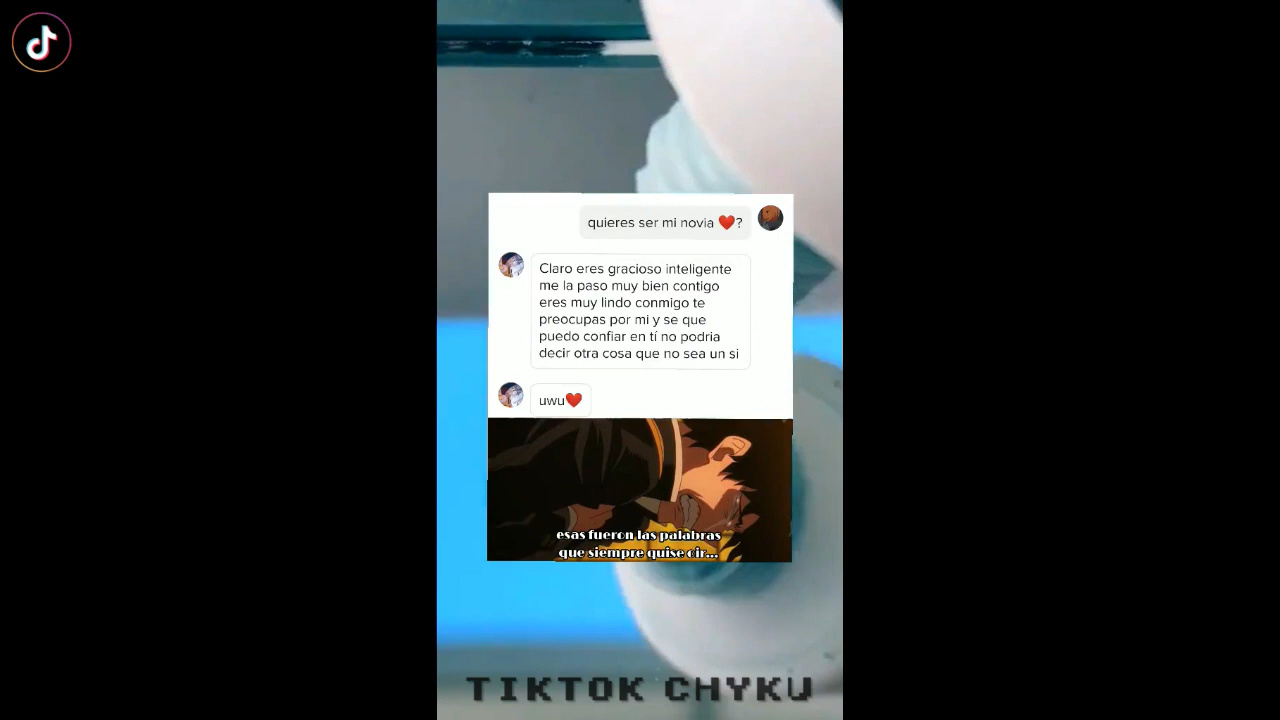 quieres ser mi novia ❤️?
Claro eres gracioso inteligente
me la paso muy bien contigo
eres muy lindo conmigo te
preocupas por mi y se que
puedo confiar en tí no podria
decir otra cosa que no sea un si
uwu❤️
esas fueron las palabras
que siempre quise oir...
TIKTOK CHYKU